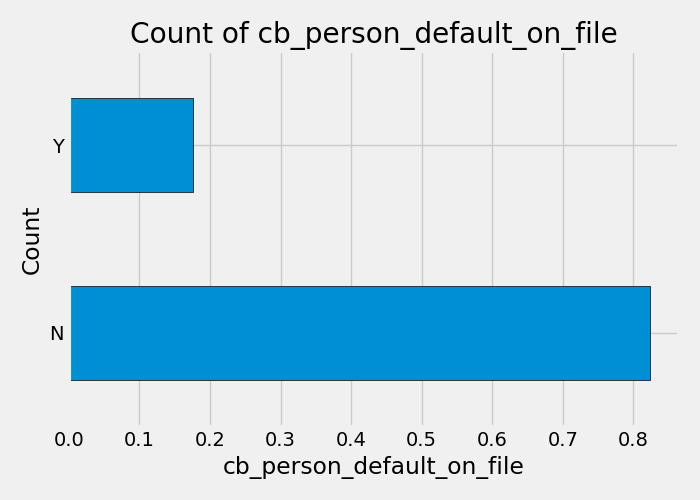 Count of cb_person_default_on_file
Y
Count
N
0.0 0.1 0.2 0.3 0.4 0.5 0.6 0.7 0.8
cb_person_default_on_file